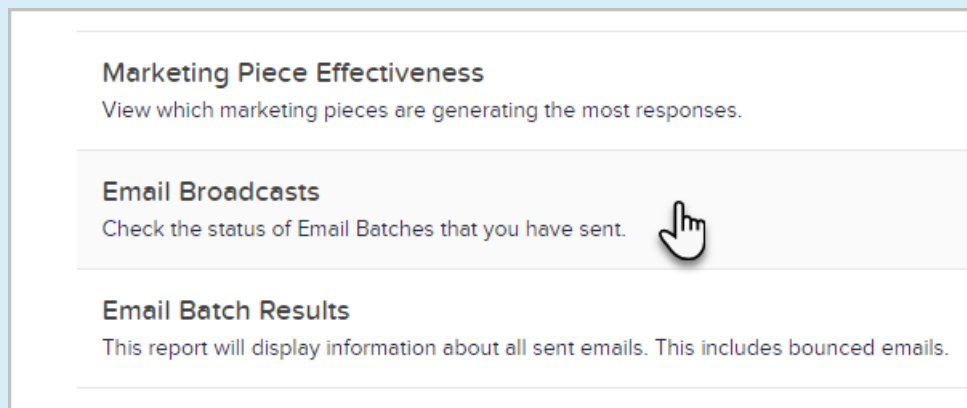 Marketing Piece Effectiveness
View which marketing pieces are generating the most responses.
Email Broadcasts
Check the status of Email Batches that you have sent.
Email Batch Results
This report will display information about all sent emails. This includes bounced emails.